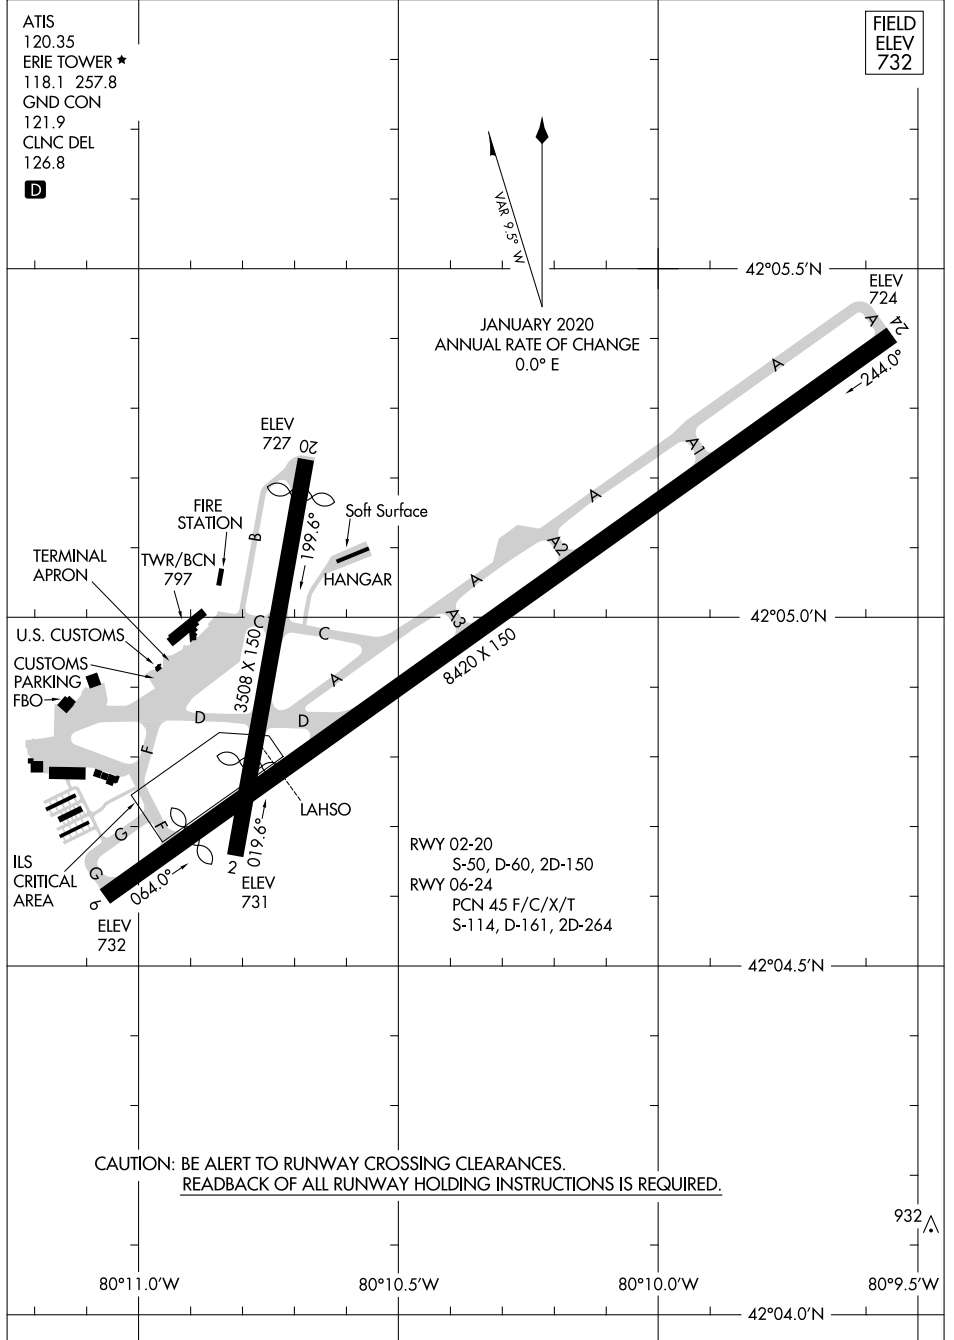 ATIS
120.35
ERIE TOWER ★
118.1 257.8
GND CON
121.9
CLNC DEL
126.8
D
FIELD
ELEV
732
VAR 9.5° W
JANUARY 2020
ANNUAL RATE OF CHANGE
0.0° E
42°05.5'N
ELEV
724
24
A
244.0°
A
A1
A
A2
A
A3
8420 X 150
ELEV
727
20
199.6°
B
FIRE
STATION
Soft Surface
HANGAR
TERMINAL
APRON
TWR/BCN
797
42°05.0'N
C
C
U.S. CUSTOMS
CUSTOMS
PARKING
FBO
3508 X 150
A
D
D
F
LAHSO
F
G
G
ILS
CRITICAL
AREA
064.0°
019.6°
2
ELEV
731
6
ELEV
732
RWY 02-20
S-50, D-60, 2D-150
RWY 06-24
PCN 45 F/C/X/T
S-114, D-161, 2D-264
42°04.5'N
CAUTION: BE ALERT TO RUNWAY CROSSING CLEARANCES.
READBACK OF ALL RUNWAY HOLDING INSTRUCTIONS IS REQUIRED.
932
80°11.0'W
80°10.5'W
80°10.0'W
80°9.5'W
42°04.0'N